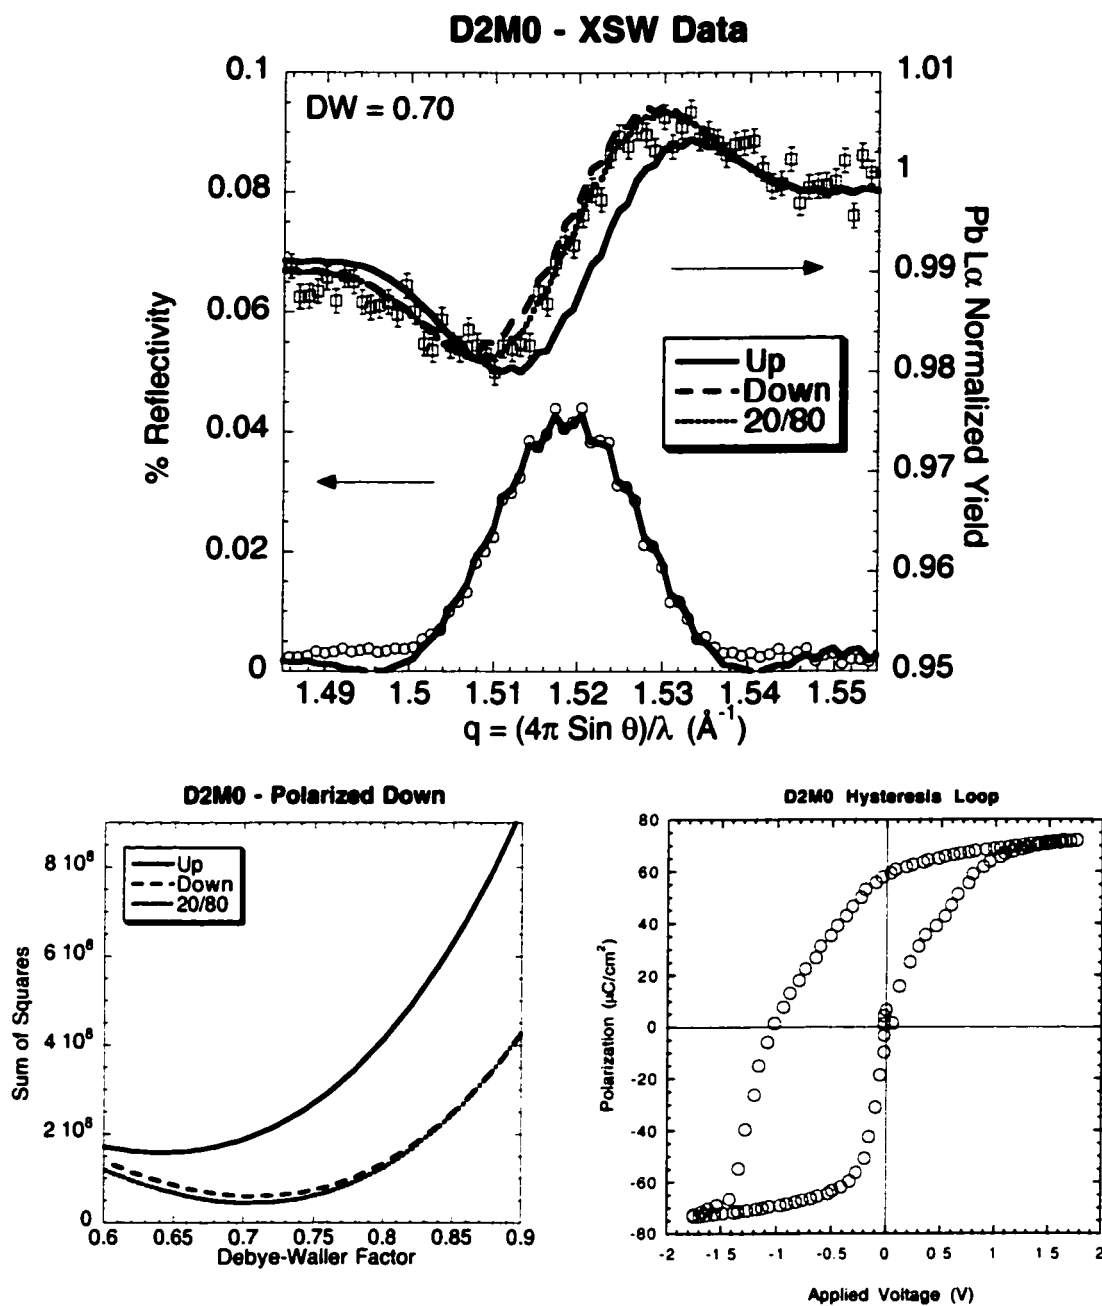 D2M0 - XSW Data
DW = 0.70
0.1
0.08
0.06
0.04
0.02
0
% Reflectivity
1.01
1
0.99
0.98
0.97
0.96
0.95
Pb Lα Normalized Yield
Up
Down
20/80
1.49 1.5 1.51 1.52 1.53 1.54 1.55
q = (4π Sin θ)/λ (Å⁻¹)
D2M0 - Polarized Down
Up
Down
20/80
8 10⁸
6 10⁸
4 10⁸
2 10⁸
0
Sum of Squares
0.6 0.65 0.7 0.75 0.8 0.85 0.9
Debye-Waller Factor
D2M0 Hysteresis Loop
80
60
40
20
0
-20
-40
-60
-80
Polarization (μC/cm²)
-2 -1 5 -1 -0.5 0 0 5 1 1 5 2
Applied Voltage (V)